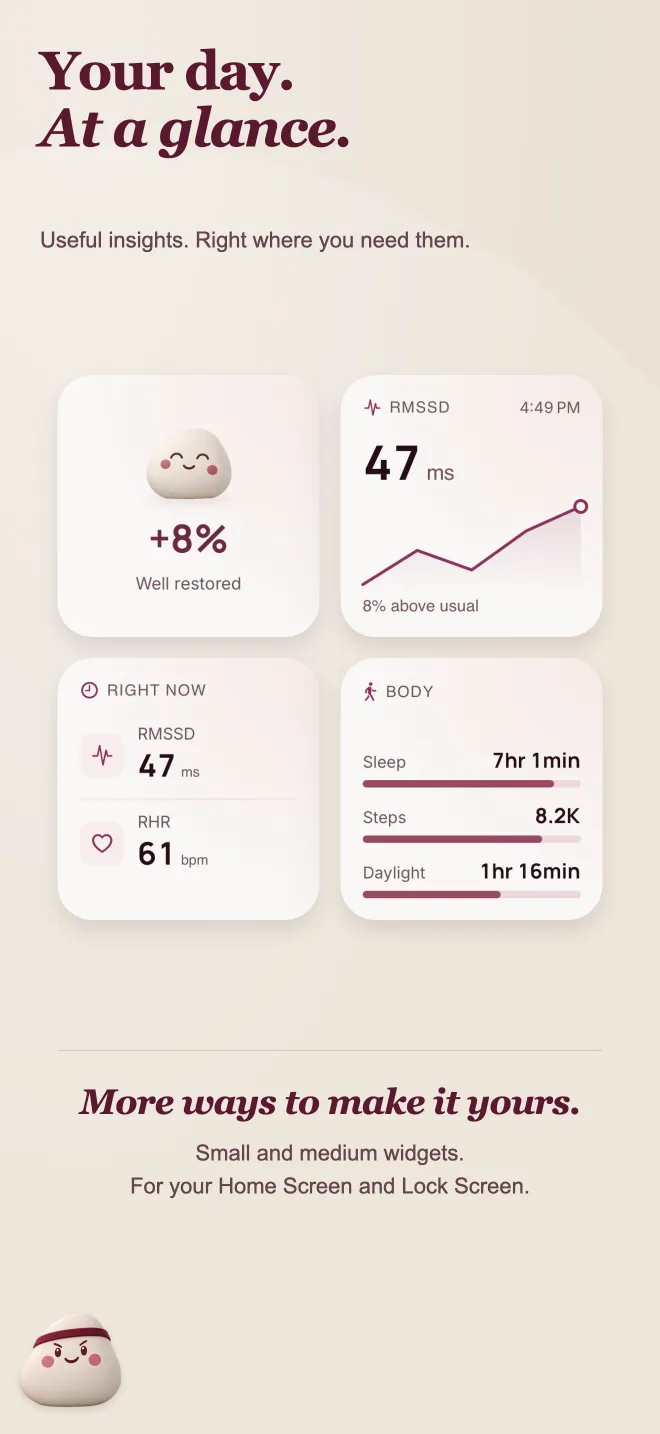 Your day.
At a glance.
Useful insights. Right where you need them.
+8%
Well restored
RMSSD 4:49 PM
47 ms
8% above usual
RIGHT NOW
RMSSD
47 ms
RHR
61 bpm
BODY
Sleep 7hr 1min
Steps 8.2K
Daylight 1hr 16min
More ways to make it yours.
Small and medium widgets.
For your Home Screen and Lock Screen.